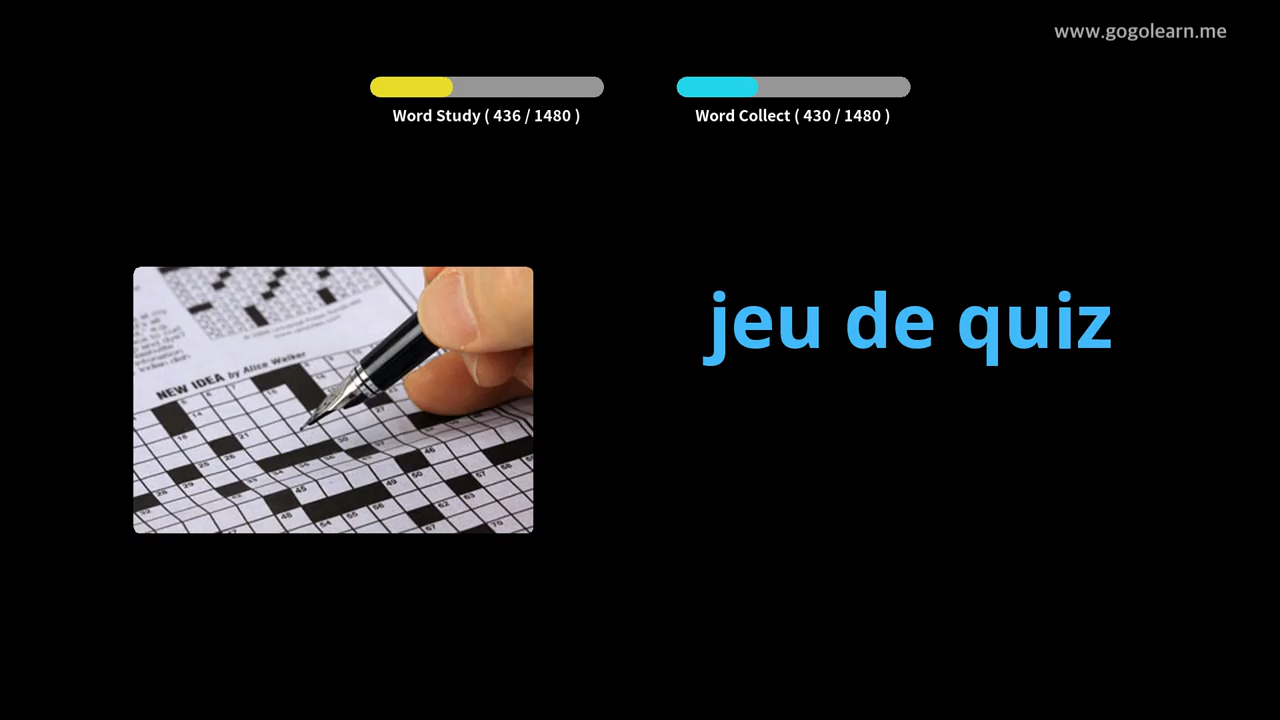 www.gogolearn.me
Word Study ( 436 / 1480 )
Word Collect ( 430 / 1480 )
jeu de quiz
NEW IDEA by Alice Walker